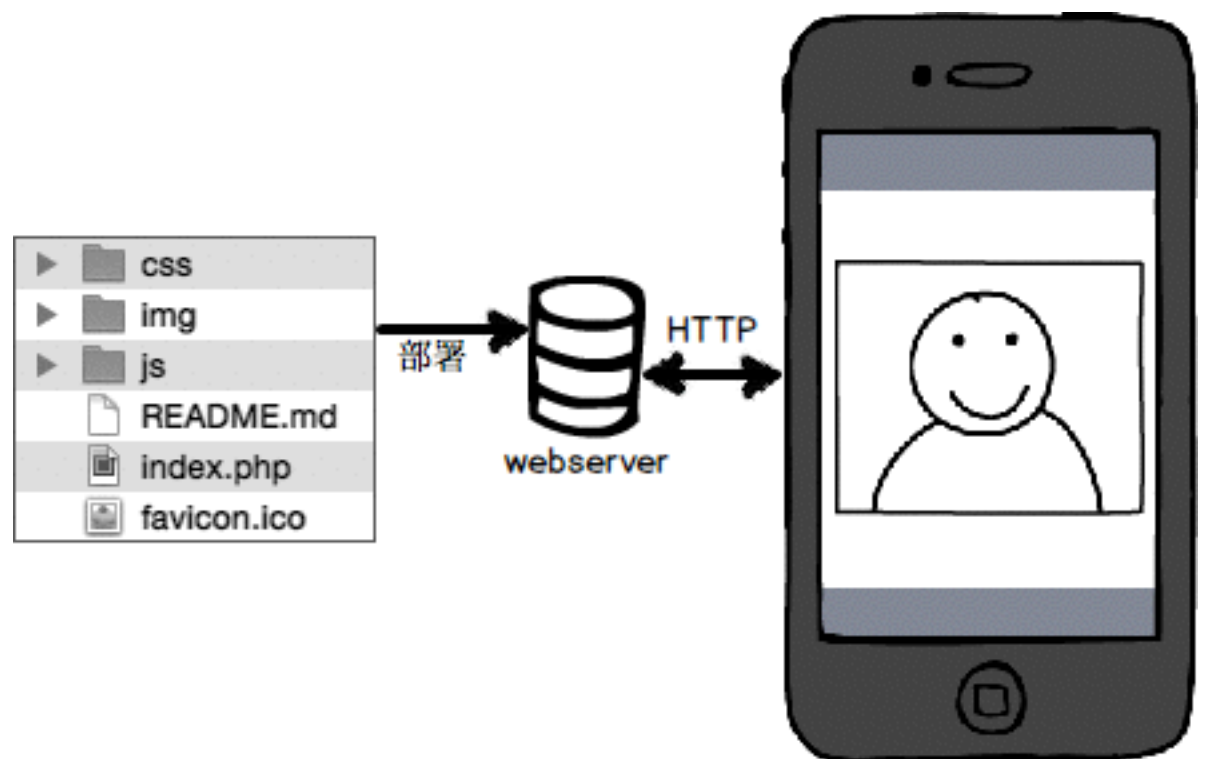 css
img
js
README.md
index.php
favicon.ico
部署
webserver
HTTP